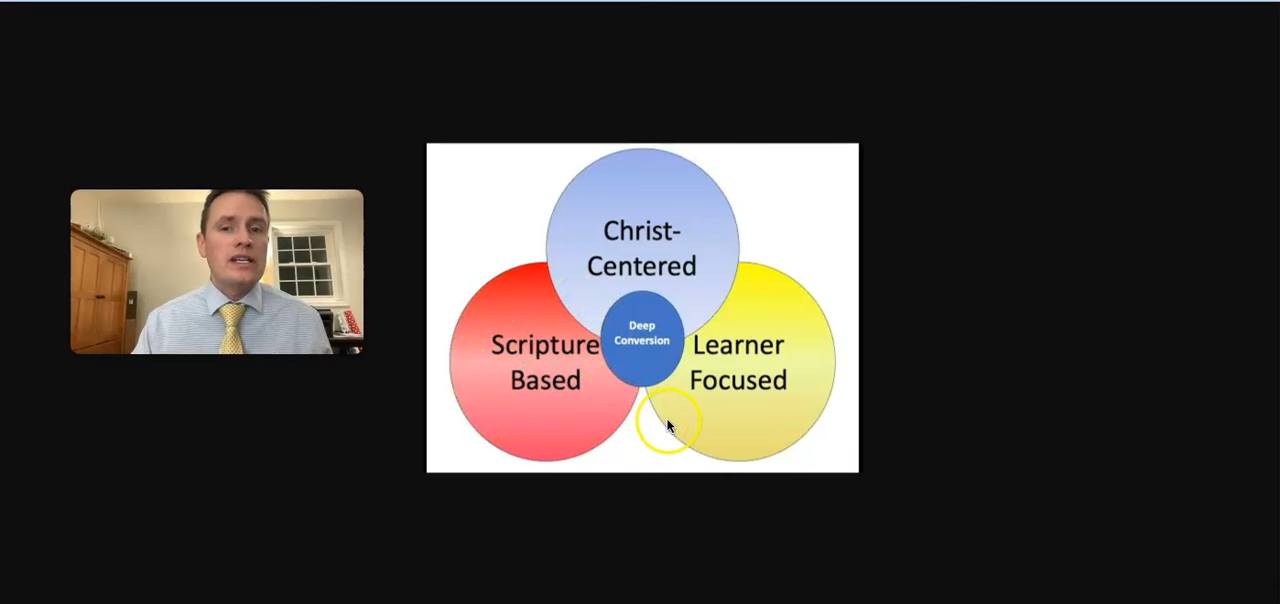 Christ-
Centered
Deep
Conversion
Scripture
Based
Learner
Focused